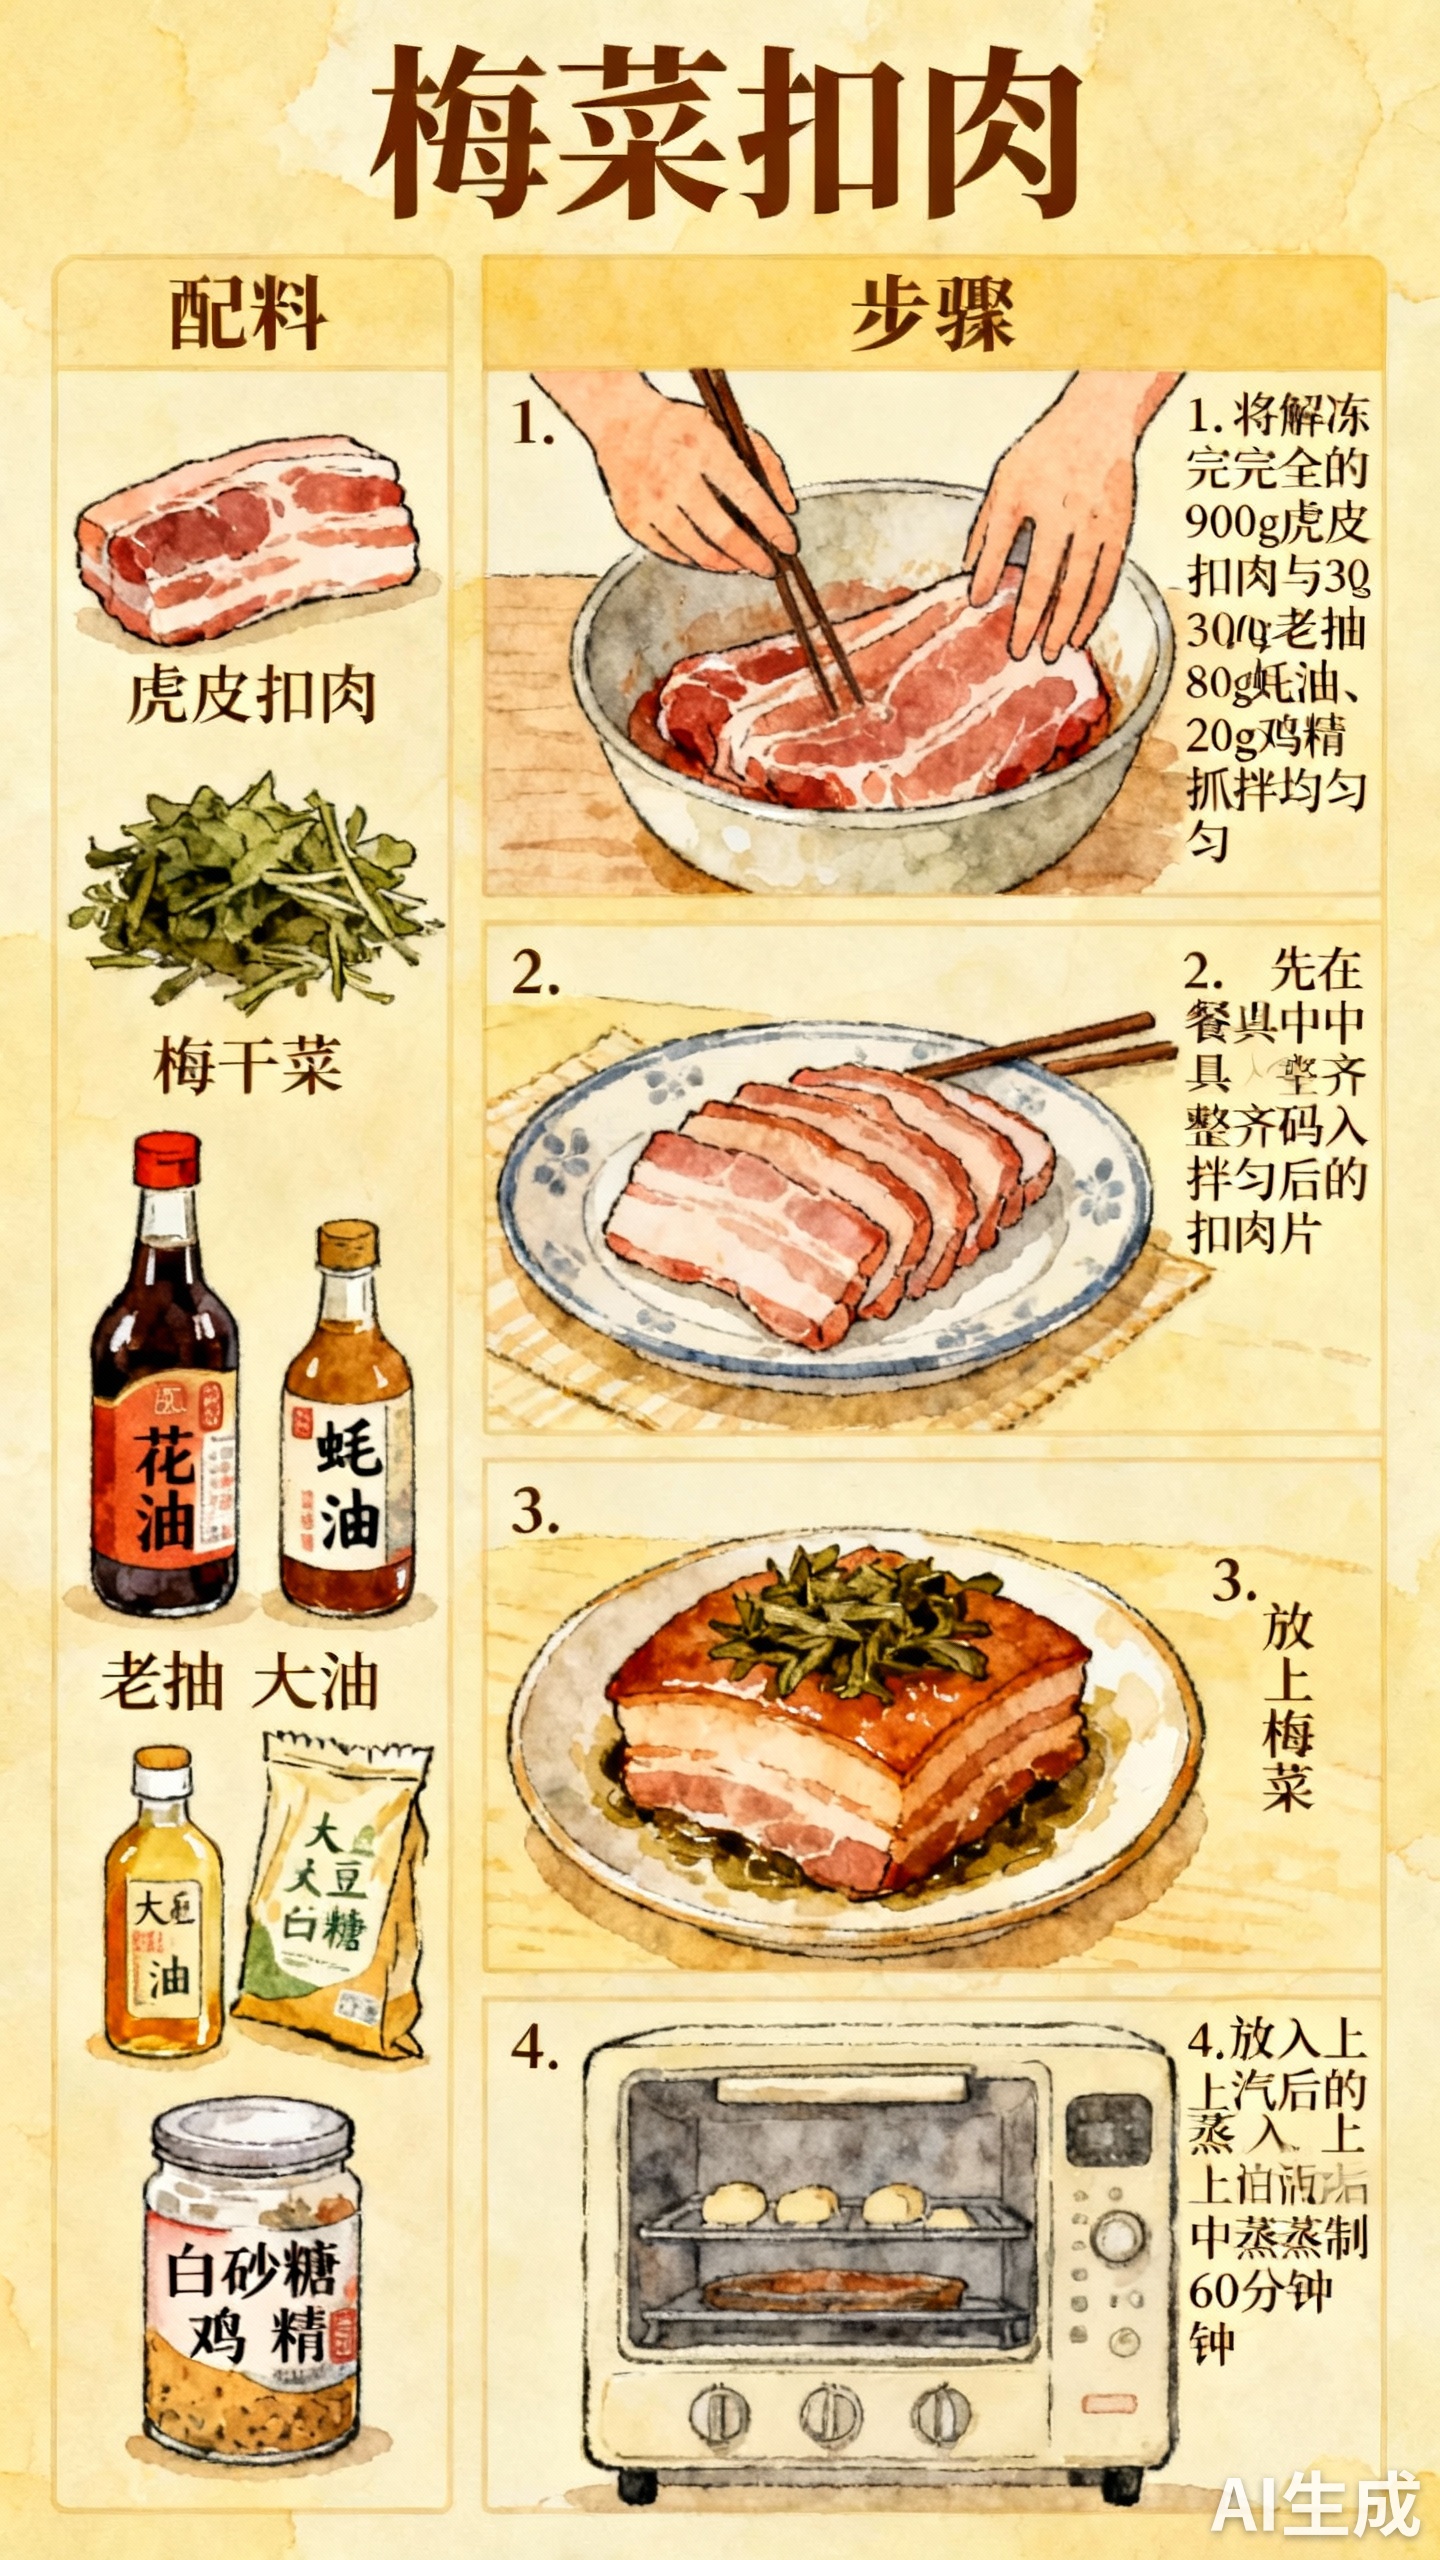 梅菜扣肉
配料
虎皮扣肉
梅干菜
花
油
蚝
油
老抽 大油
大
油
大
大豆
白糖
白砂糖
鸡 精
步骤
1.
1. 将解冻
完完全的
900g虎皮
扣肉与30g
老抽
80g蚝油、
20g鸡精
抓拌均匀
匀
2.
2. 先在
餐具中中
具 整齐
整齐码入
拌匀后的
扣肉片
3.
3.
放
上
梅
菜
4.
4.放入上
上汽后的
蒸入 上
上
中蒸蒸制
60分钟
钟
AI生成